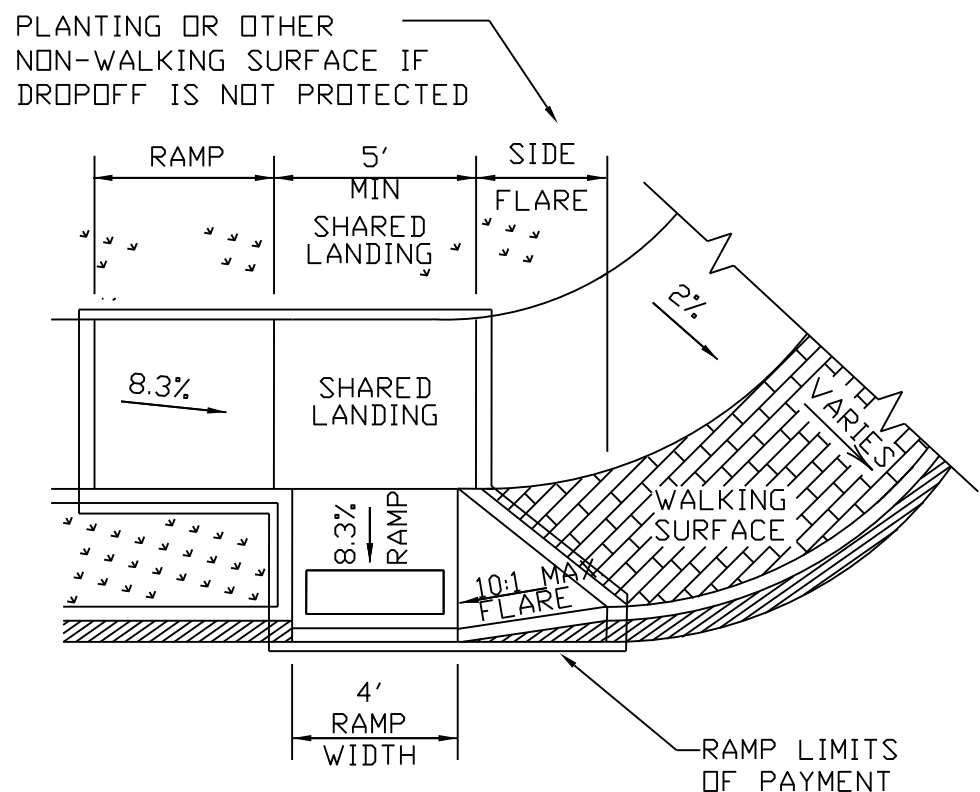 PLANTING OR OTHER
NON-WALKING SURFACE IF
DROPOFF IS NOT PROTECTED
RAMP
5'
MIN
SIDE
FLARE
SHARED
LANDING
2%
8.3%
SHARED
LANDING
VARIES
WALKING
SURFACE
8.3%
RAMP
10:1 MAX
FLARE
4'
RAMP
WIDTH
RAMP LIMITS
OF PAYMENT